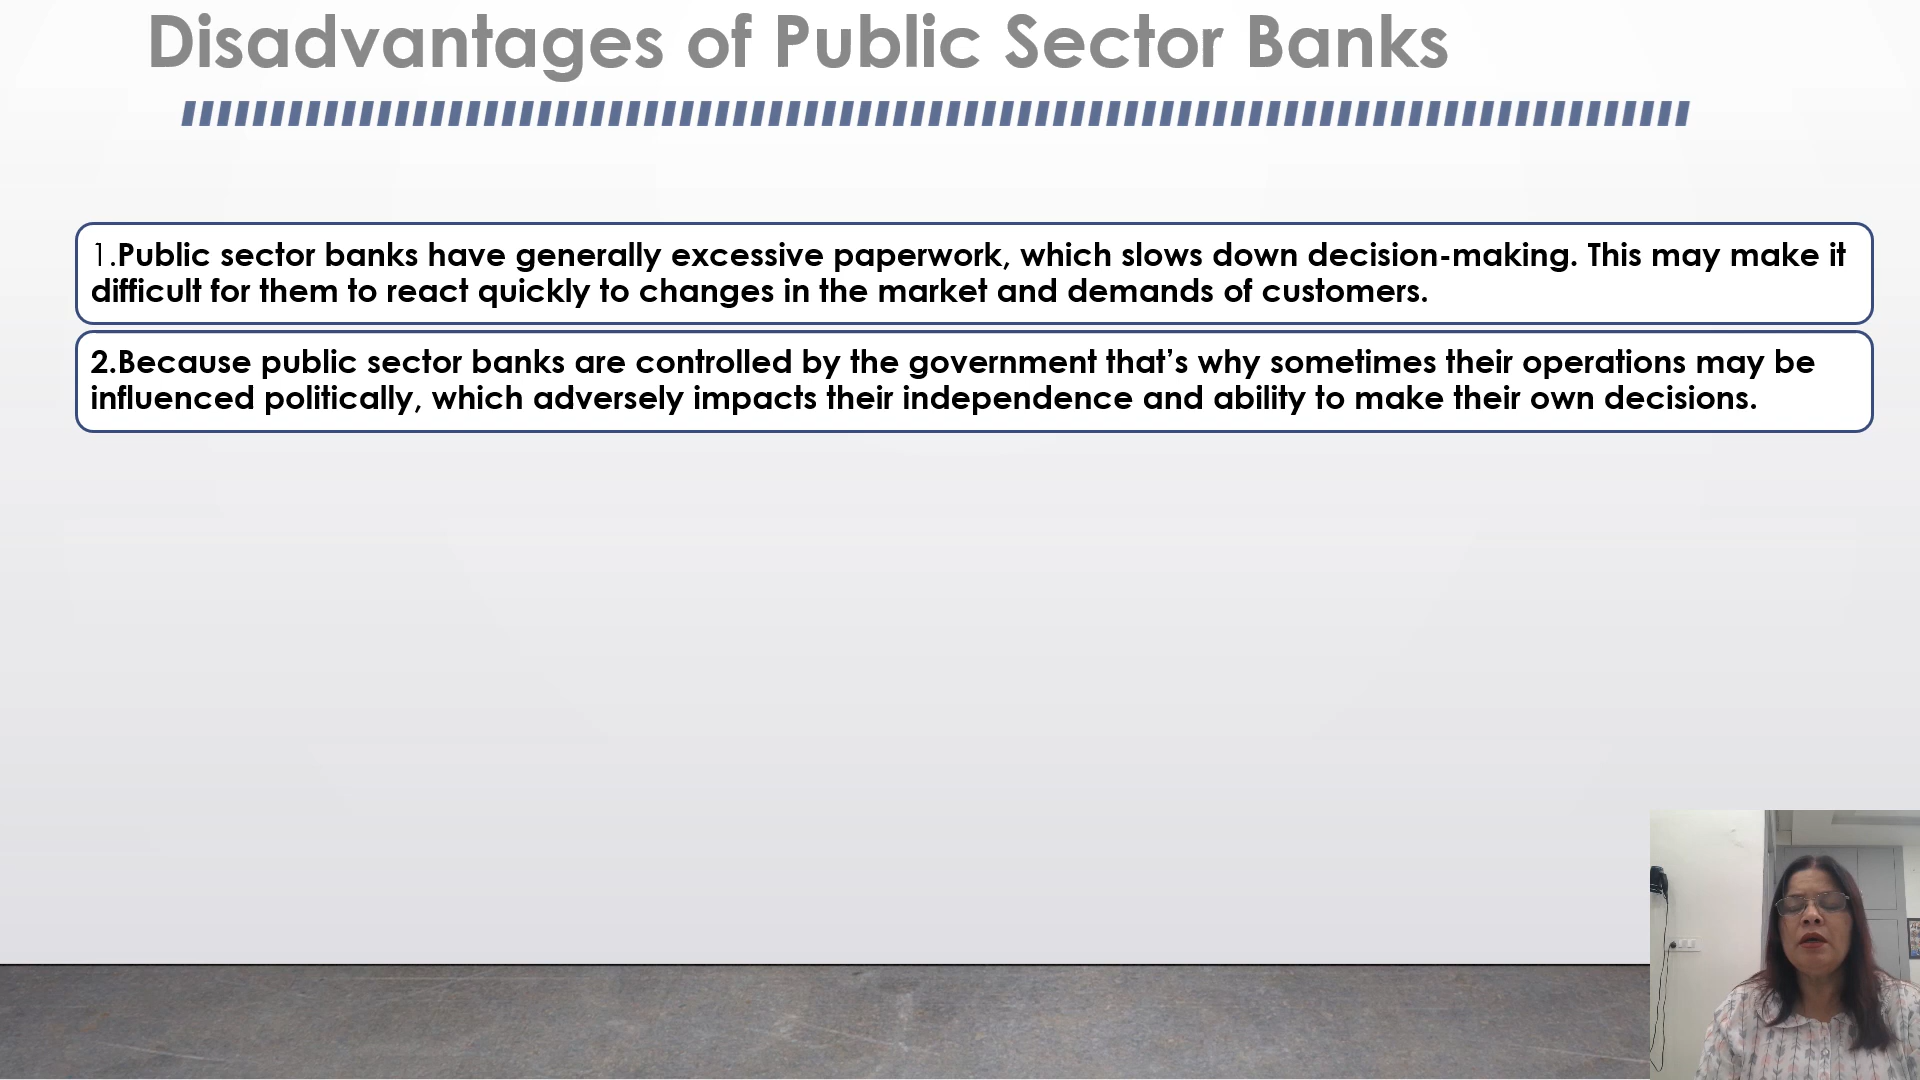 Disadvantages of Public Sector Banks
1.Public sector banks have generally excessive paperwork, which slows down decision-making. This may make it
difficult for them to react quickly to changes in the market and demands of customers.
2.Because public sector banks are controlled by the government that’s why sometimes their operations may be
influenced politically, which adversely impacts their independence and ability to make their own decisions.